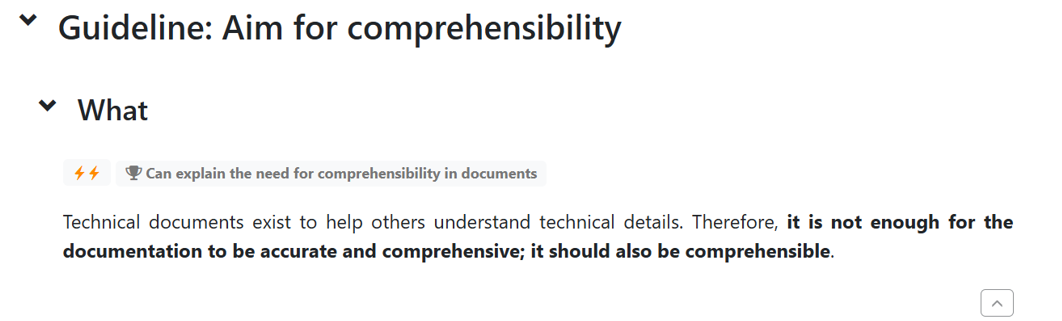 Guideline: Aim for comprehensibility
What
Can explain the need for comprehensibility in documents
Technical documents exist to help others understand technical details. Therefore, it is not enough for the
documentation to be accurate and comprehensive; it should also be comprehensible.